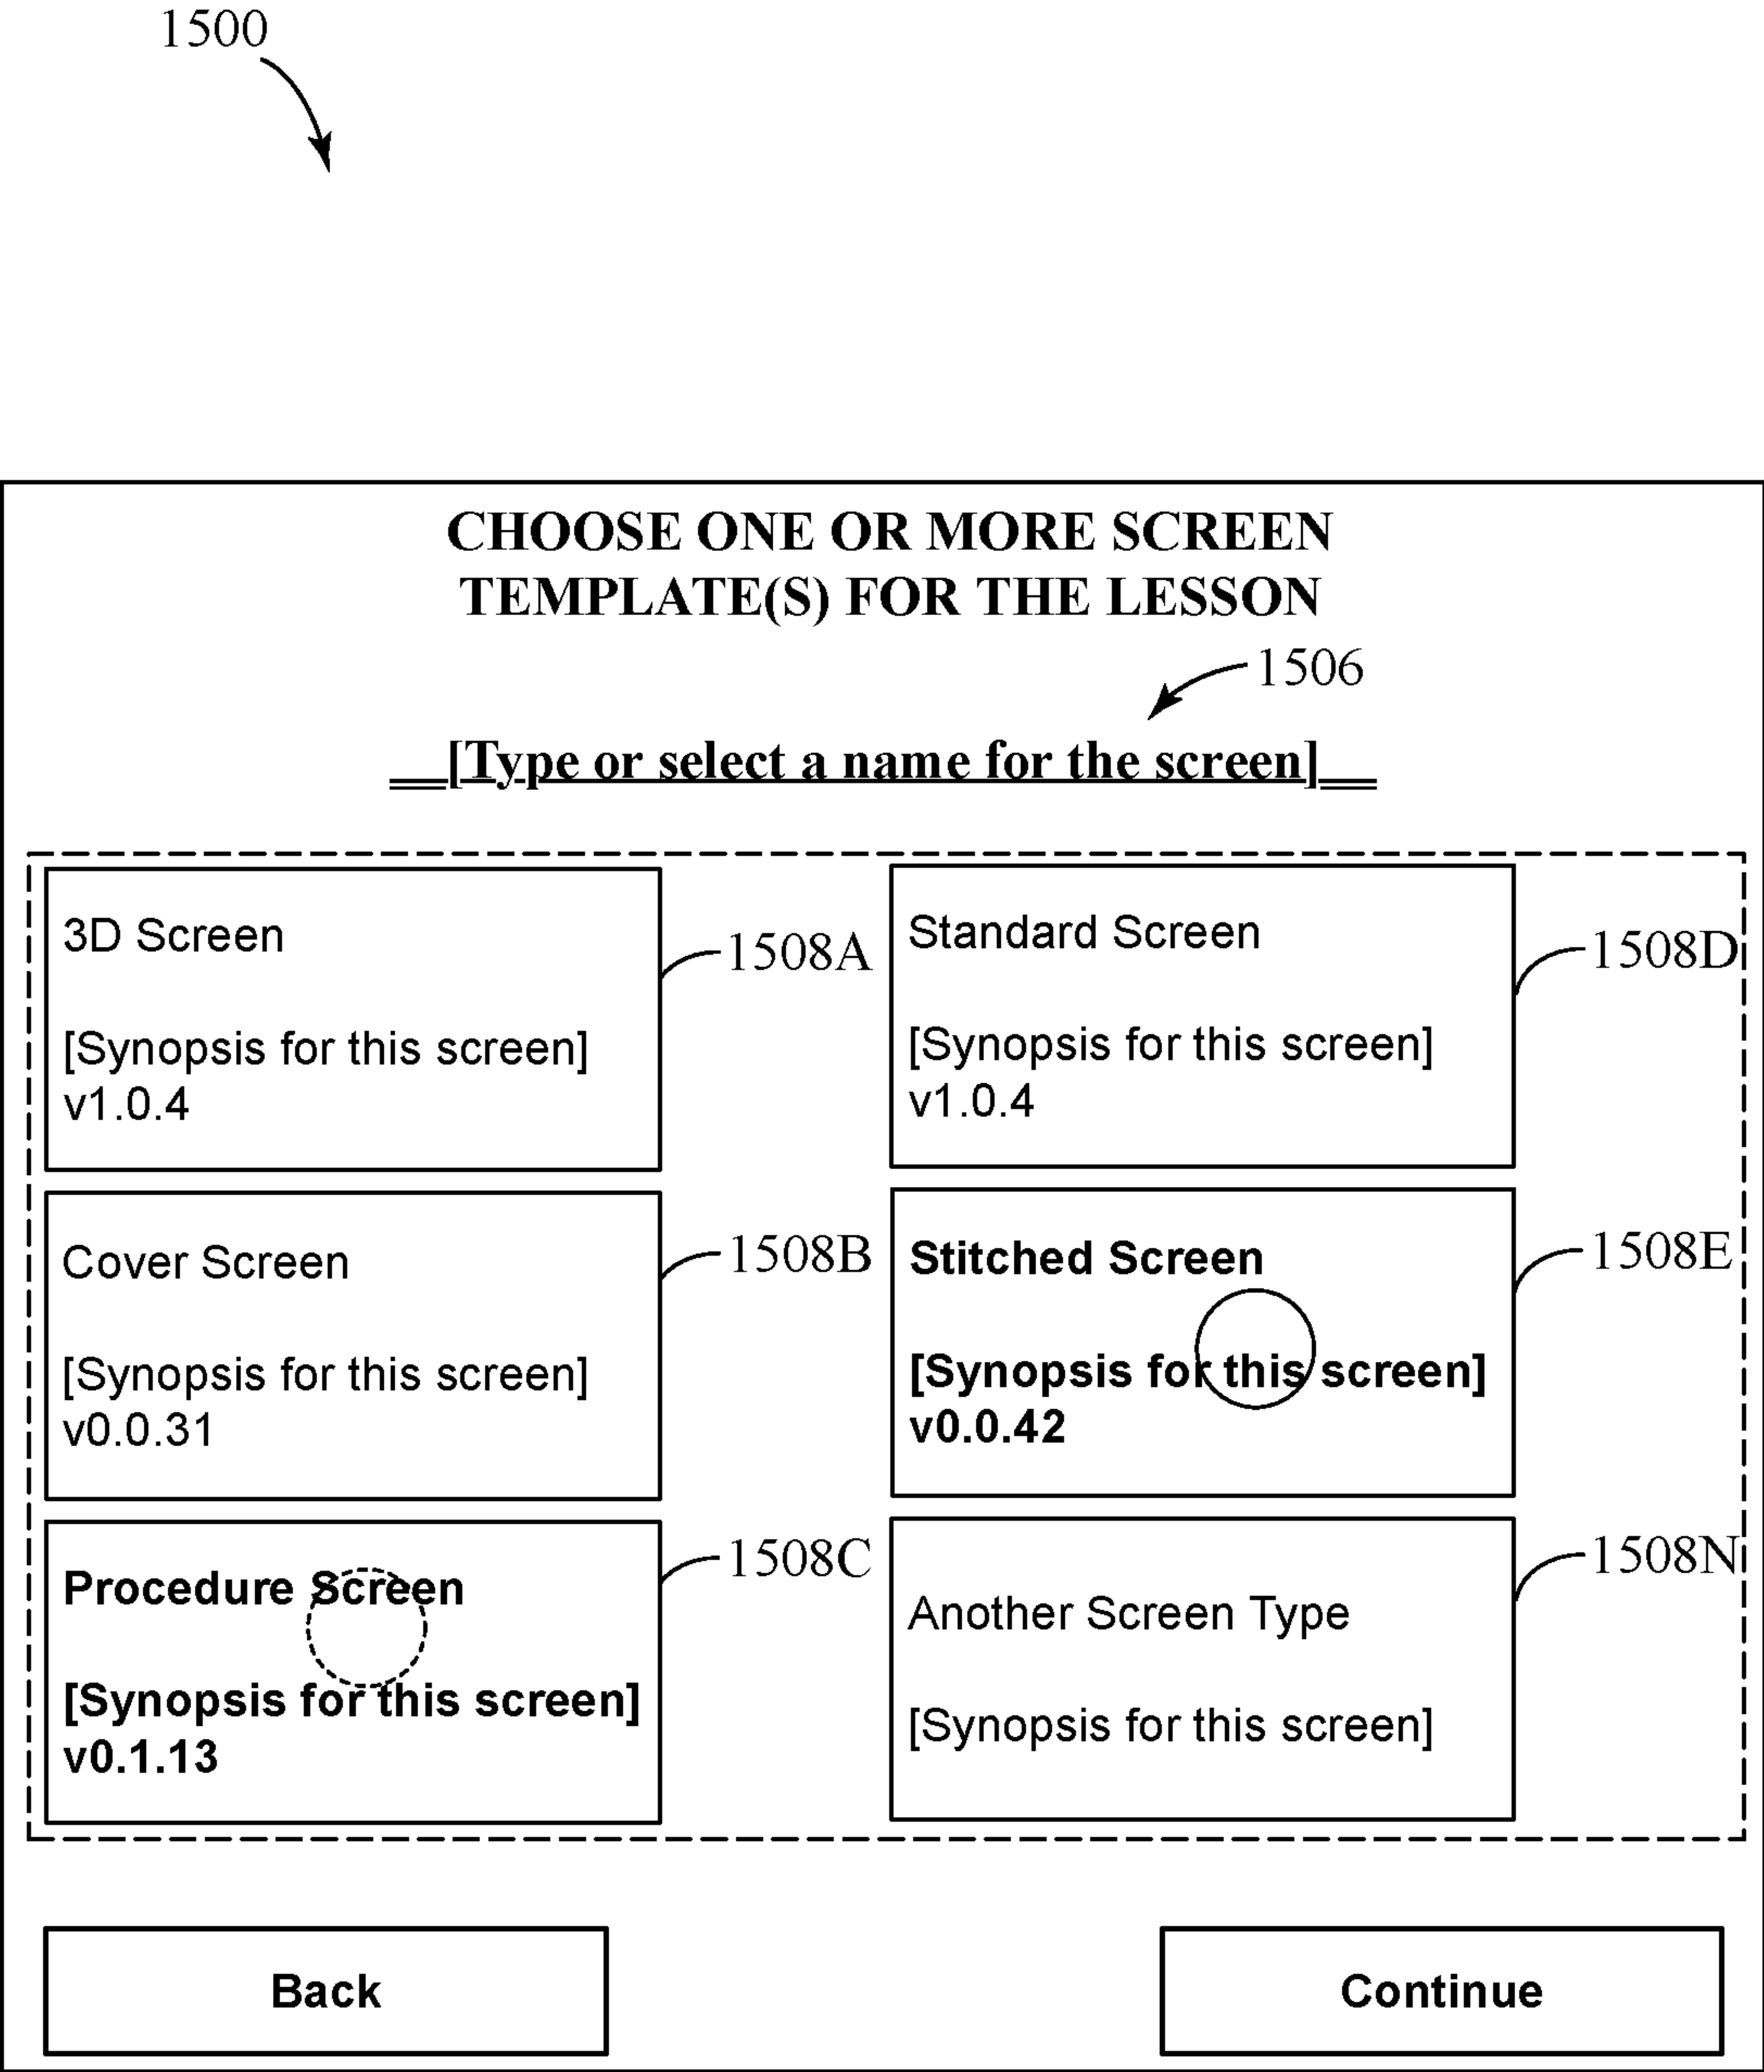 1500
CHOOSE ONE OR MORE SCREEN
TEMPLATE(S) FOR THE LESSON
1506
[Type or select a name for the screen]
3D Screen
[Synopsis for this screen]
v1.0.4
1508A
Standard Screen
[Synopsis for this screen]
v1.0.4
1508D
Cover Screen
[Synopsis for this screen]
v0.0.31
1508B
Stitched Screen
[Synopsis for this screen]
v0.0.42
1508E
Procedure Screen
[Synopsis for this screen]
v0.1.13
1508C
Another Screen Type
[Synopsis for this screen]
1508N
Back
Continue